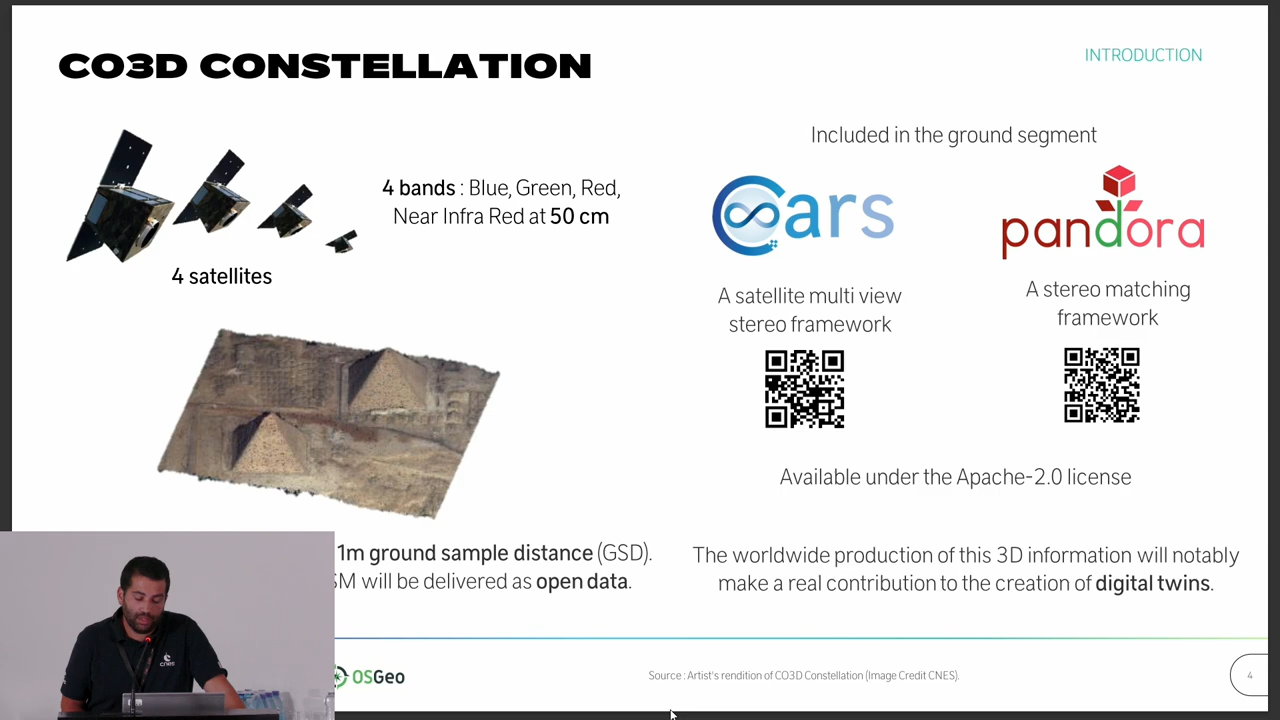 CO3D CONSTELLATION
INTRODUCTION
4 bands : Blue, Green, Red,
Near Infra Red at 50 cm
4 satellites
1m ground sample distance (GSD).
will be delivered as open data.
Included in the ground segment
cars
pandora
A satellite multi view
stereo framework
A stereo matching
framework
Available under the Apache-2.0 license
The worldwide production of this 3D information will notably
make a real contribution to the creation of digital twins.
cnes
OSGeo
Source : Artist's rendition of CO3D Constellation (Image Credit CNES).
4